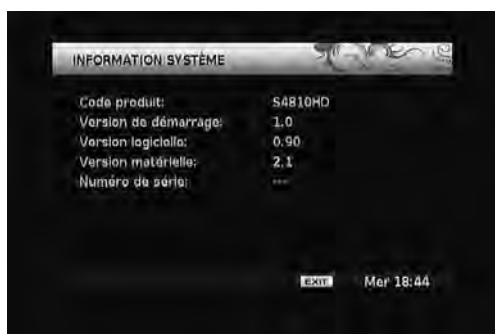 INFORMATION SYSTÈME
Code produit: S4810HD
Version de démarrage: 1.0
Version logicielle: 0.90
Version matérielle: 2.1
Numéro de série: ---
EXIT Mer 18:44